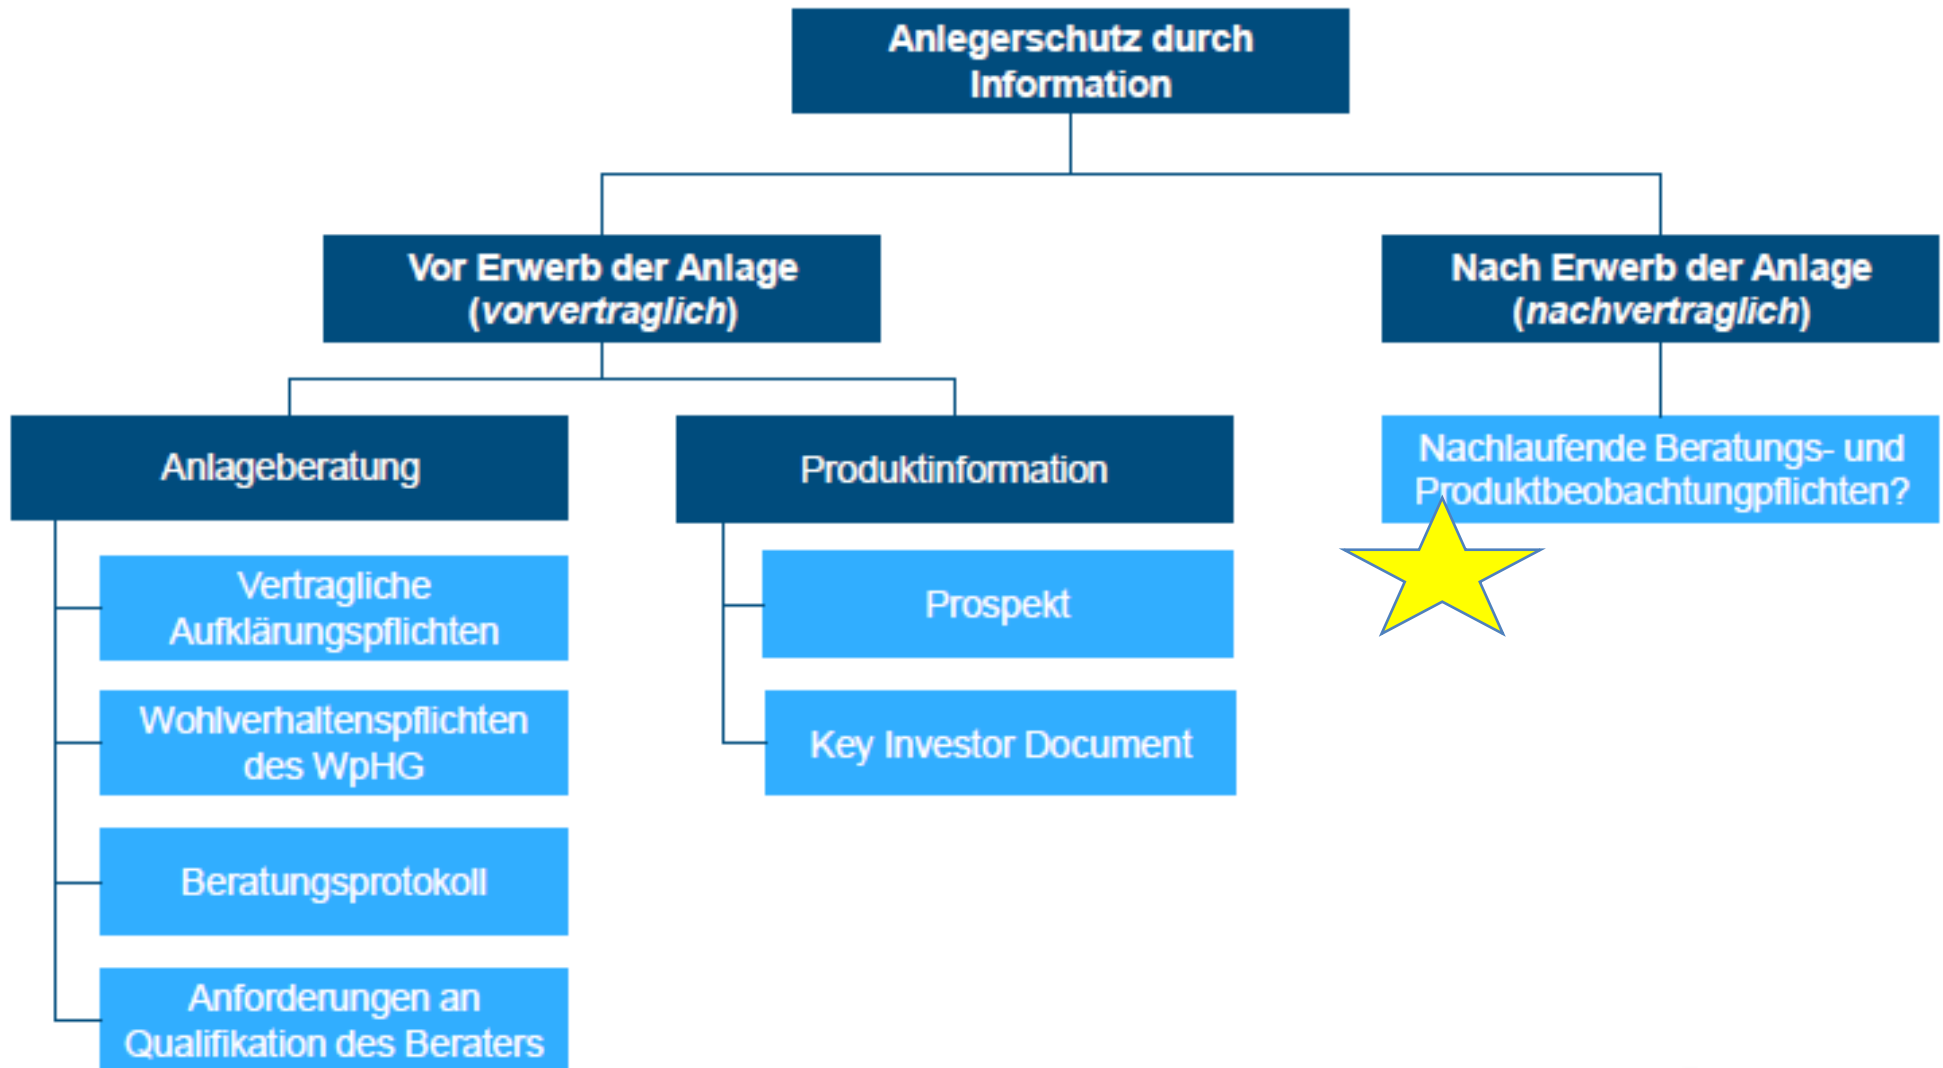 Anlegerschutz durch
Information
Vor Erwerb der Anlage
(vorvertraglich)
Nach Erwerb der Anlage
(nachvertraglich)
Anlageberatung
Produktinformation
Nachlaufende Beratungs- und
Produktbeobachtungpflichten?
Vertragliche
Aufklärungspflichten
Prospekt
Wohlverhaltenspflichten
des WpHG
Key Investor Document
Beratungsprotokoll
Anforderungen an
Qualifikation des Beraters